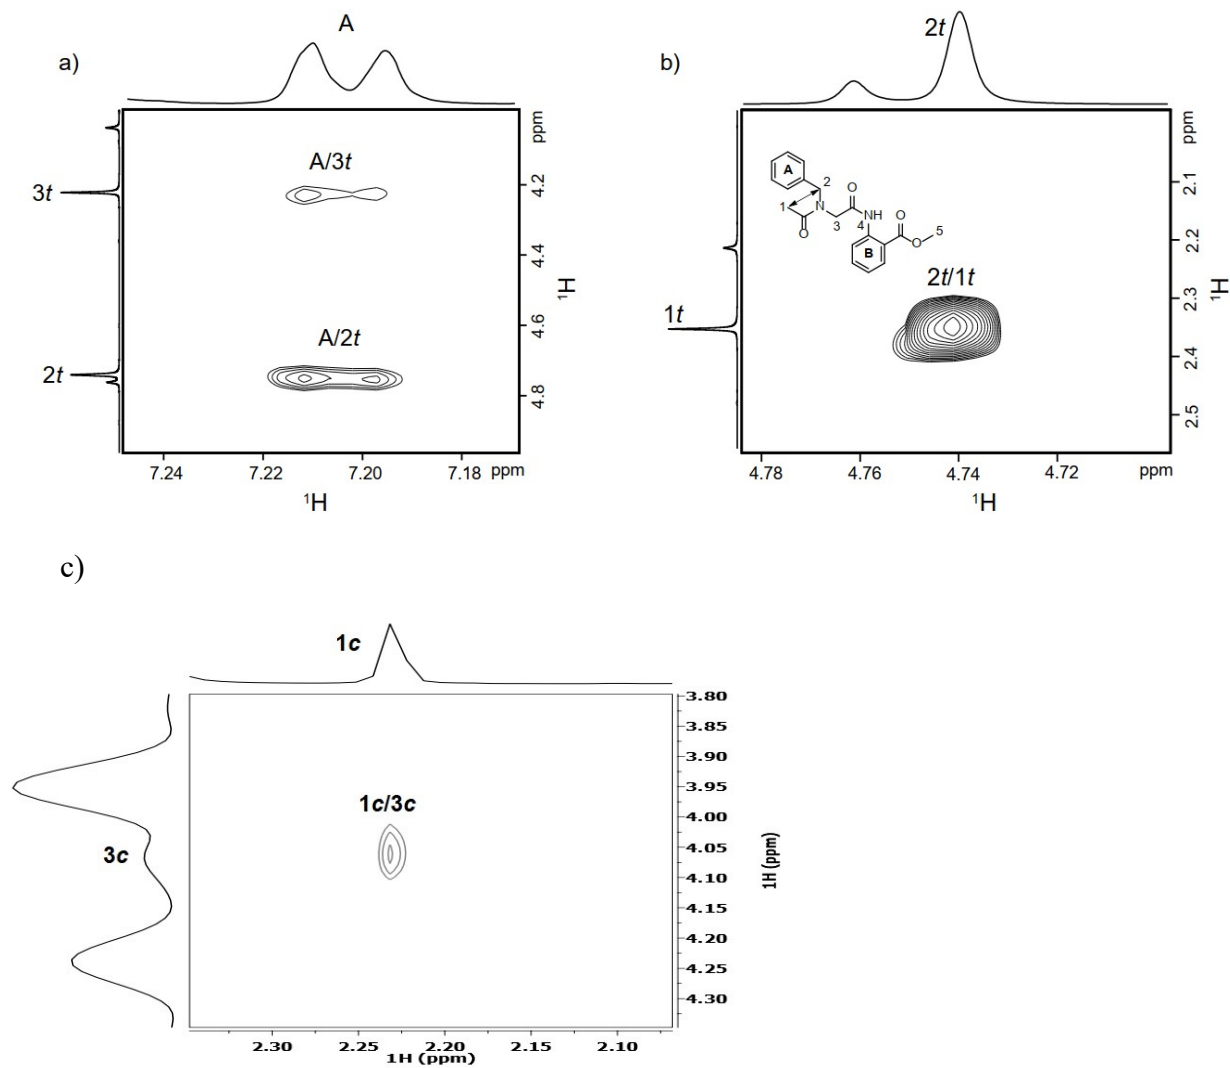 a)
A
ppm
3t
A/3t
4.2
4.4
¹H
4.6
A/2t
2t
4.8
7.24
7.22
7.20
7.18
ppm
¹H
b)
2t
ppm
A
2
1
N
O
3
O
NH
4
O
O
5
B
2.1
2.2
2t/1t
2.3
¹H
1t
2.4
2.5
4.78
4.76
4.74
4.72
ppm
¹H
c)
1c
3.80
3.85
3.90
3.95
1c/3c
4.00
3c
4.05
4.10
4.15
4.20
4.25
4.30
1H (ppm)
2.30
2.25
2.20
2.15
2.10
1H (ppm)